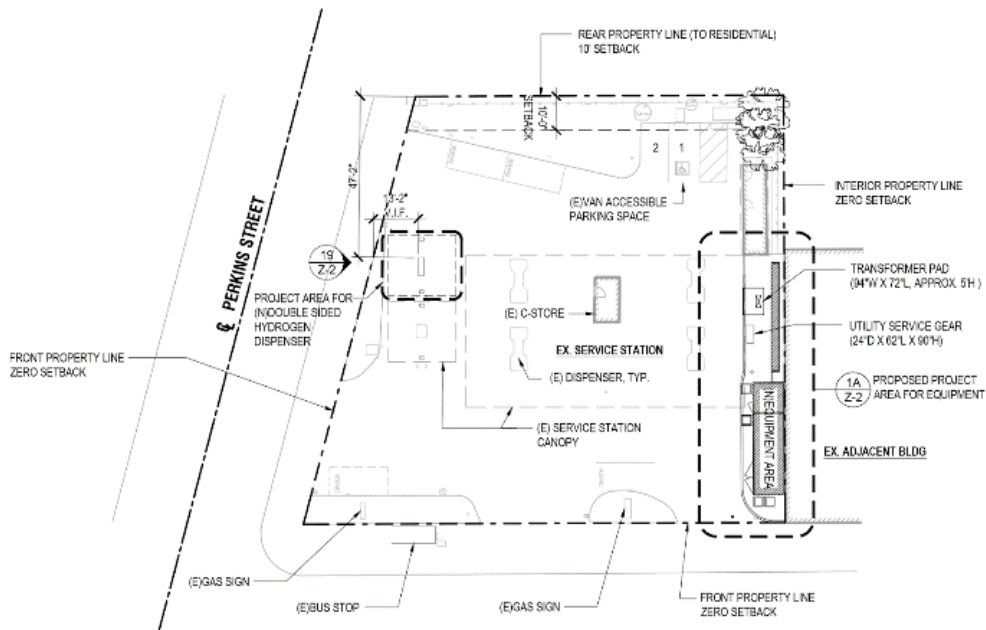 REAR PROPERTY LINE (TO RESIDENTIAL)
10' SETBACK
10'-0"
SETBACK
47'-2"
13'-2"
V.I.F.
2
1
(E)VAN ACCESSIBLE
PARKING SPACE
INTERIOR PROPERTY LINE
ZERO SETBACK
℄ PERKINS STREET
19
Z-2
PROJECT AREA FOR
(N)DOUBLE SIDED
HYDROGEN
DISPENSER
TRANSFORMER PAD
(94"W X 72"L, APPROX. 5'H )
(E) C-STORE
UTILITY SERVICE GEAR
(24"D X 62"L X 90"H)
EX. SERVICE STATION
FRONT PROPERTY LINE
ZERO SETBACK
(E) DISPENSER, TYP.
1A
Z-2
PROPOSED PROJECT
AREA FOR EQUIPMENT
(E) SERVICE STATION
CANOPY
(N)EQUIPMENT AREA
EX. ADJACENT BLDG
(E)GAS SIGN
(E)BUS STOP
(E)GAS SIGN
FRONT PROPERTY LINE
ZERO SETBACK